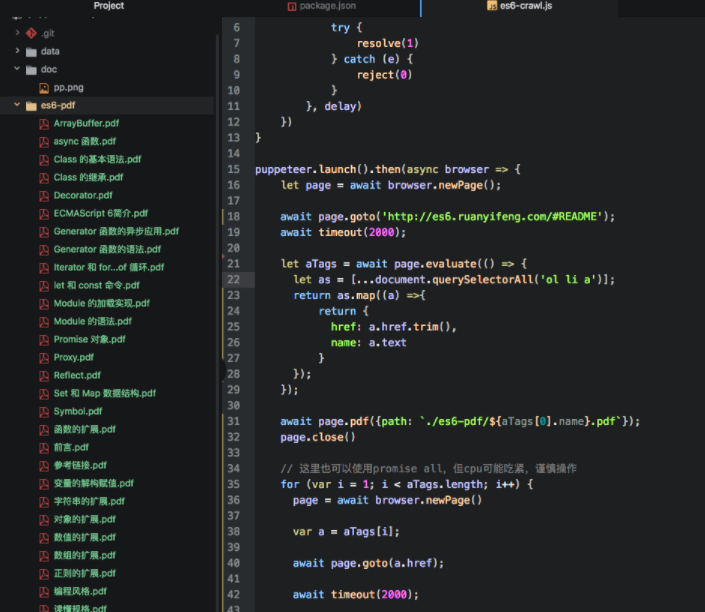 Project
package.json
es6-crawl.js
.git
data
doc
pp.png
es6-pdf
ArrayBuffer.pdf
async 函数.pdf
Class 的基本语法.pdf
Class 的继承.pdf
Decorator.pdf
ECMAScript 6简介.pdf
Generator 函数的异步应用.pdf
Generator 函数的语法.pdf
Iterator 和 for...of 循环.pdf
let 和 const 命令.pdf
Module 的加载实现.pdf
Module 的语法.pdf
Promise 对象.pdf
Proxy.pdf
Reflect.pdf
Set 和 Map 数据结构.pdf
Symbol.pdf
函数的扩展.pdf
前言.pdf
参考链接.pdf
变量的解构赋值.pdf
字符串的扩展.pdf
对象的扩展.pdf
数值的扩展.pdf
数组的扩展.pdf
正则的扩展.pdf
编程风格.pdf
读懂规格.pdf
6 try {
7 resolve(1)
8 } catch (e) {
9 reject(0)
10 }
11 }, delay)
12 })
13 }
14
15 puppeteer.launch().then(async browser => {
16 let page = await browser.newPage();
17
18 await page.goto('http://es6.ruanyifeng.com/#README');
19 await timeout(2000);
20
21 let aTags = await page.evaluate(() => {
22 let as = [...document.querySelectorAll('ol li a')];
23 return as.map((a) =>{
24 return {
25 href: a.href.trim(),
26 name: a.text
27 }
28 });
29 });
30
31 await page.pdf({path: `./es6-pdf/${aTags[0].name}.pdf`});
32 page.close()
33
34 // 这里也可以使用promise all，但cpu可能吃紧，谨慎操作
35 for (var i = 1; i < aTags.length; i++) {
36 page = await browser.newPage()
37
38 var a = aTags[i];
39
40 await page.goto(a.href);
41
42 await timeout(2000);
43